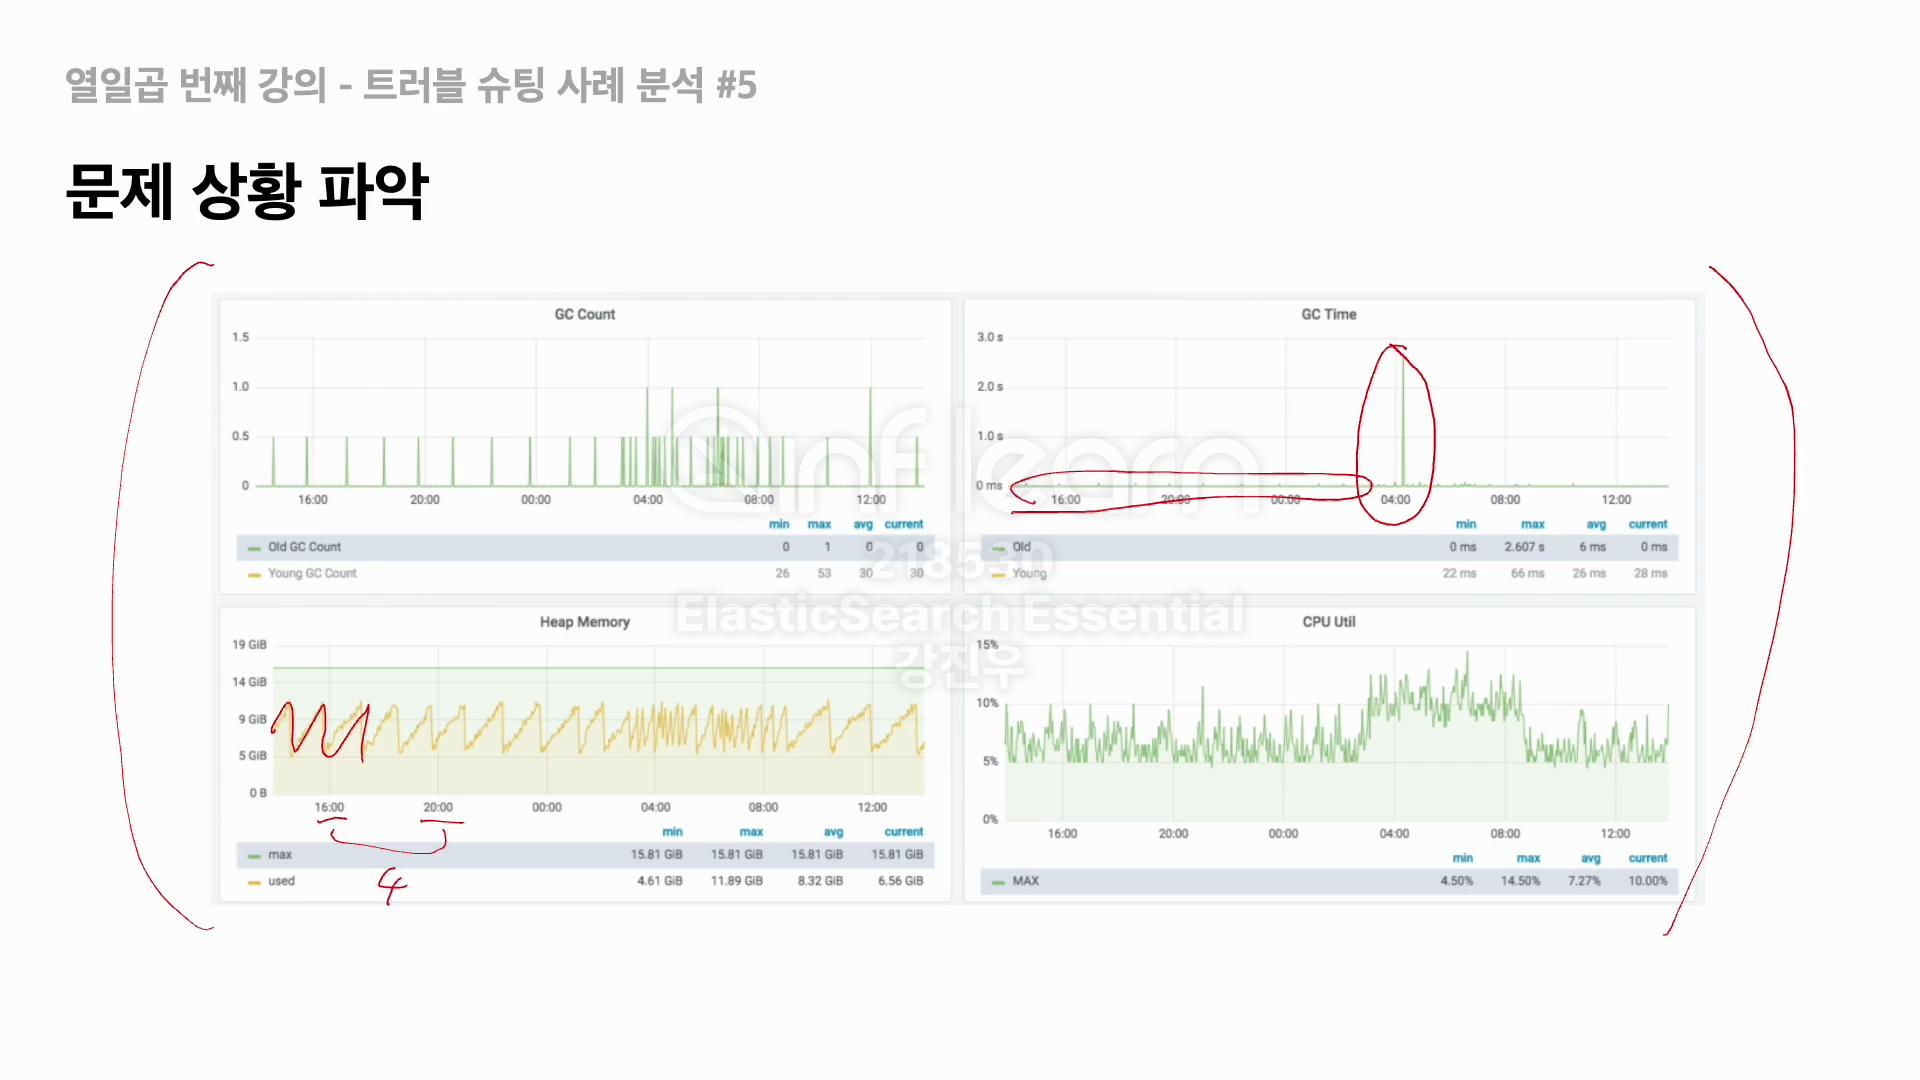 열일곱 번째 강의 - 트러블 슈팅 사례 분석 #5
문제 상황 파악
GC Count
1.5
1.0
0.5
0
16:00 20:00 00:00 04:00 08:00 12:00
min max avg current
Old GC Count 0 1 0 0
Young GC Count 26 53 30 30
GC Time
3.0 s
2.0 s
1.0 s
0 ms
16:00 20:00 00:00 04:00 08:00 12:00
min max avg current
Old 0 ms 2.607 s 6 ms 0 ms
Young 22 ms 66 ms 26 ms 28 ms
inflearn
218530
ElasticSearch Essential
강진우
Heap Memory
19 GiB
14 GiB
9 GiB
5 GiB
0 B
16:00 20:00 00:00 04:00 08:00 12:00
4
min max avg current
max 15.81 GiB 15.81 GiB 15.81 GiB 15.81 GiB
used 4.61 GiB 11.89 GiB 8.32 GiB 6.56 GiB
CPU Util
15%
10%
5%
0%
16:00 20:00 00:00 04:00 08:00 12:00
min max avg current
MAX 4.50% 14.50% 7.27% 10.00%